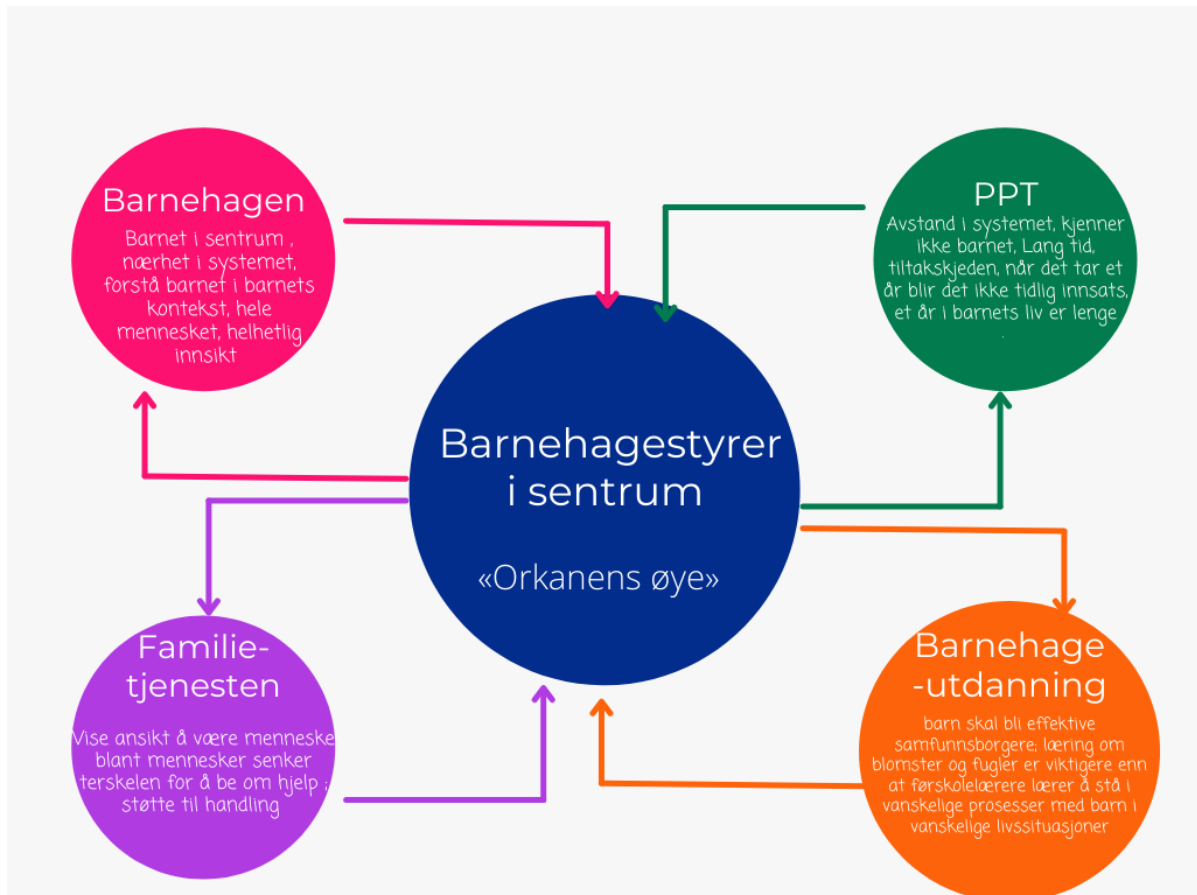 Barnehagen
Barnet i sentrum ,
nærhet i systemet,
forstå barnet i barnets
kontekst, hele
mennesket, helhetlig
innsikt
PPT
Avstand i systemet, kjenner
ikke barnet, Lang tid,
tiltakskjeden, når det tar et
år blir det ikke tidlig innsats,
et år i barnets liv er lenge
.
Barnehagestyrer
i sentrum
«Orkanens øye»
Familie-
tjenesten
Vise ansikt å være menneske
blant mennesker senker
terskelen for å be om hjelp ;
støtte til handling
Barnehage
-utdanning
barn skal bli effektive
samfunnsborgere; læring om
blomster og fugler er viktigere enn
at førskolelærere lærer å stå i
vanskelige prosesser med barn i
vanskelige livssituasjoner